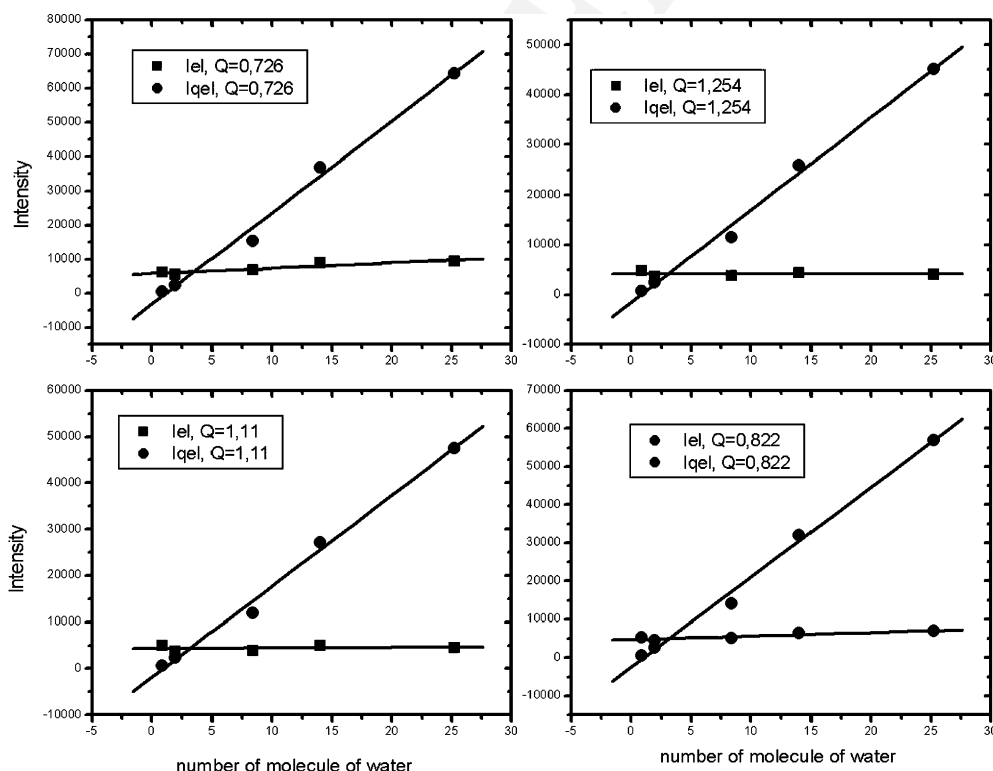 80000
70000
60000
50000
40000
30000
20000
10000
0
-10000
Iel, Q=0,726
Iqel, Q=0,726
Intensity
-5 0 5 10 15 20 25 30
50000
40000
30000
20000
10000
0
-10000
Iel, Q=1,254
Iqel, Q=1,254
-5 0 5 10 15 20 25 30
60000
50000
40000
30000
20000
10000
0
-10000
Iel, Q=1,11
Iqel, Q=1,11
Intensity
-5 0 5 10 15 20 25 30
number of molecule of water
70000
60000
50000
40000
30000
20000
10000
0
-10000
Iel, Q=0,822
Iqel, Q=0,822
-5 0 5 10 15 20 25 30
number of molecule of water